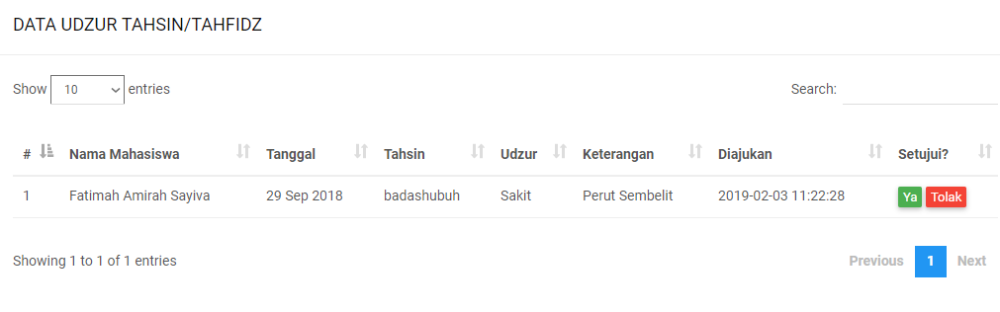 DATA UDZUR TAHSIN/TAHFIDZ
Show 10 entries Search:
# Nama Mahasiswa Tanggal Tahsin Udzur Keterangan Diajukan Setujui?
1 Fatimah Amirah Sayiva 29 Sep 2018 badashubuh Sakit Perut Sembelit 2019-02-03 11:22:28 Ya Tolak
Showing 1 to 1 of 1 entries Previous 1 Next